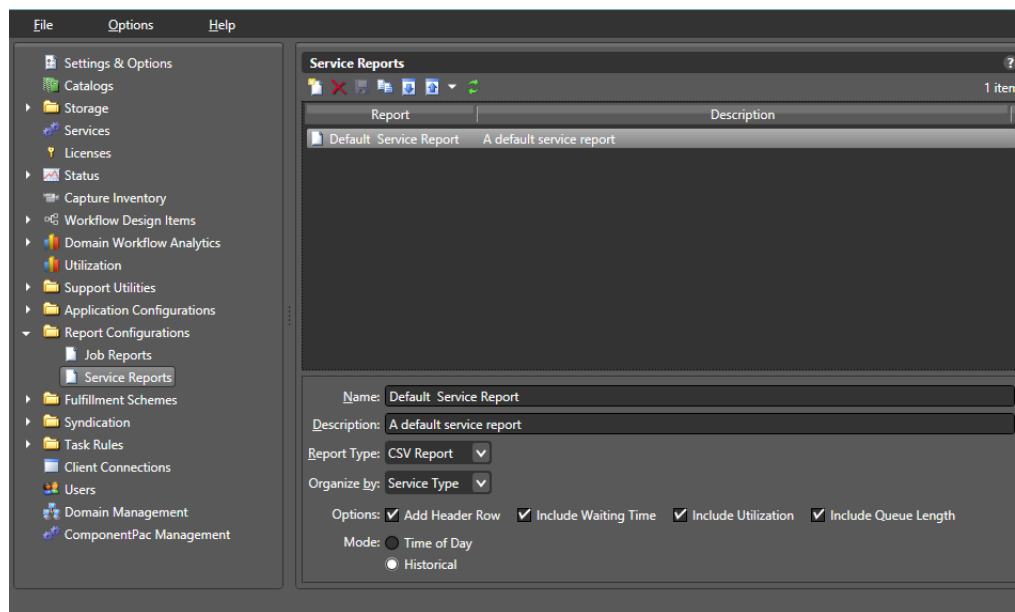 File Options Help
Settings & Options
Catalogs
Storage
Services
Licenses
Status
Capture Inventory
Workflow Design Items
Domain Workflow Analytics
Utilization
Support Utilities
Application Configurations
Report Configurations
Job Reports
Service Reports
Fulfillment Schemes
Syndication
Task Rules
Client Connections
Users
Domain Management
ComponentPac Management
Service Reports ?
1 item
Report Description
Default Service Report A default service report
Name: Default Service Report
Description: A default service report
Report Type: CSV Report
Organize by: Service Type
Options: Add Header Row Include Waiting Time Include Utilization Include Queue Length
Mode: Time of Day
Historical